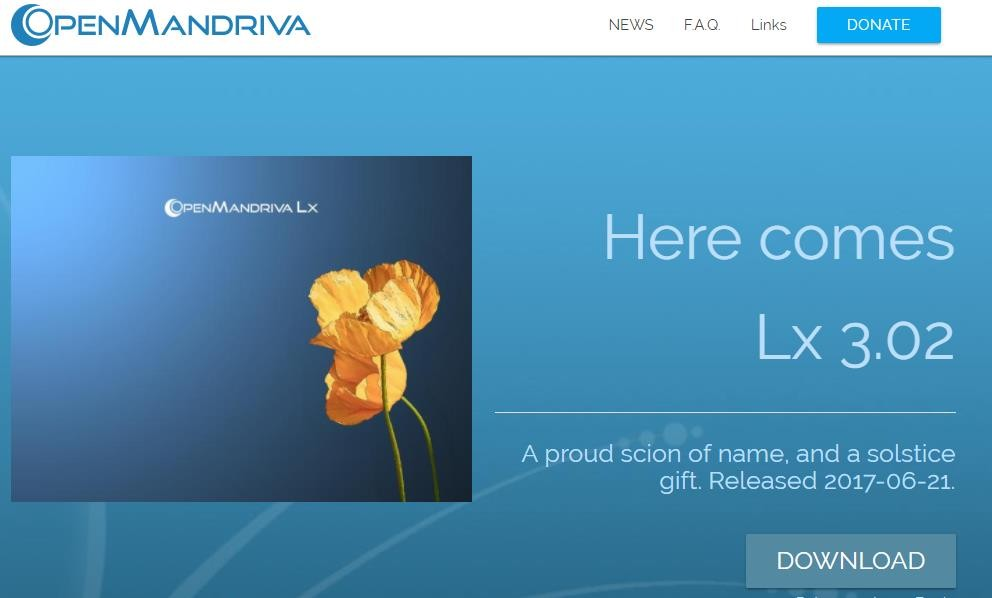 OPENMANDRIVA
NEWS F.A.Q. Links DONATE
OPENMANDRIVA LX
Here comes
Lx 3.02
A proud scion of name, and a solstice
gift. Released 2017-06-21.
DOWNLOAD